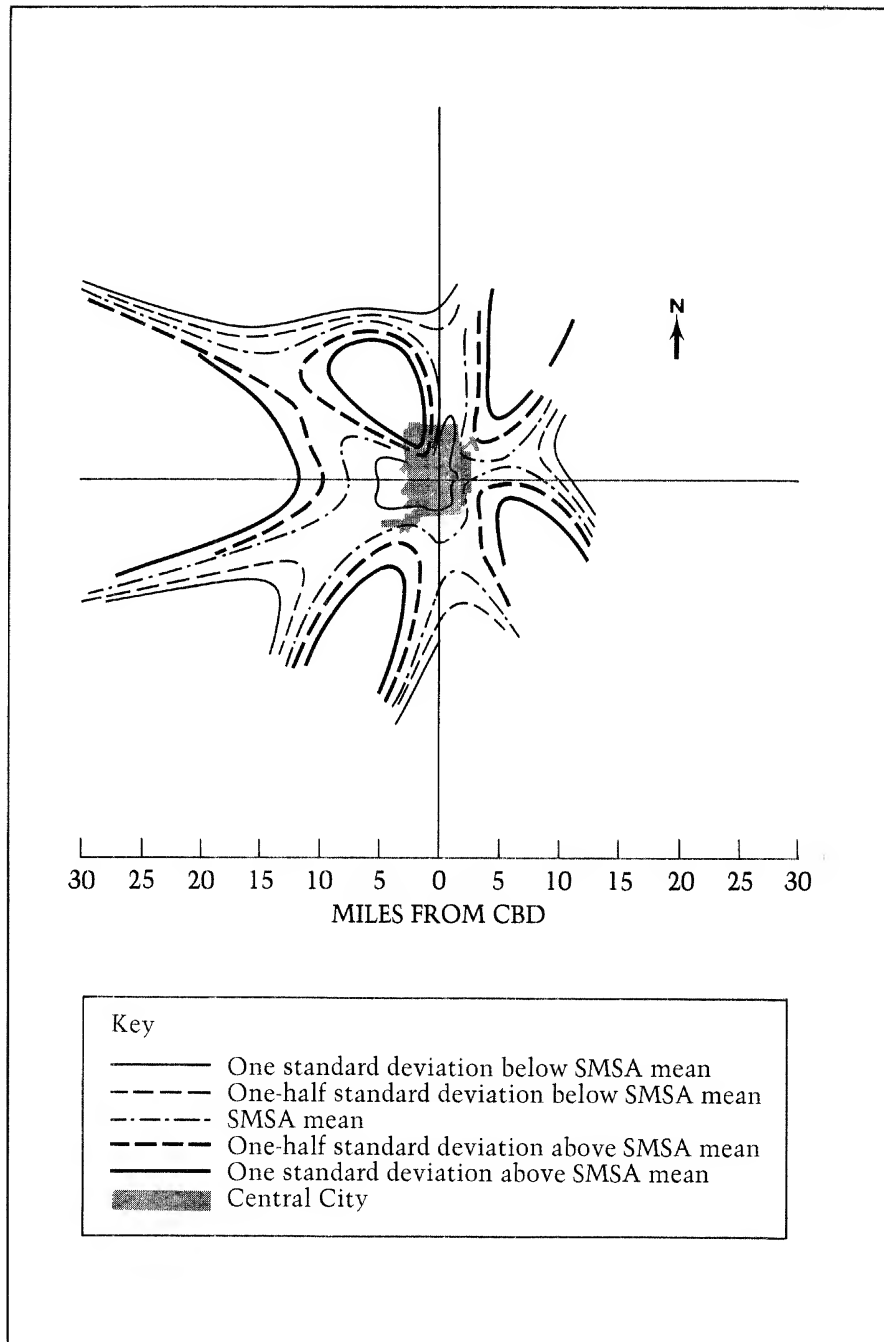 N
30 25 20 15 10 5 0 5 10 15 20 25 30
MILES FROM CBD
Key
One standard deviation below SMSA mean
One-half standard deviation below SMSA mean
SMSA mean
One-half standard deviation above SMSA mean
One standard deviation above SMSA mean
Central City